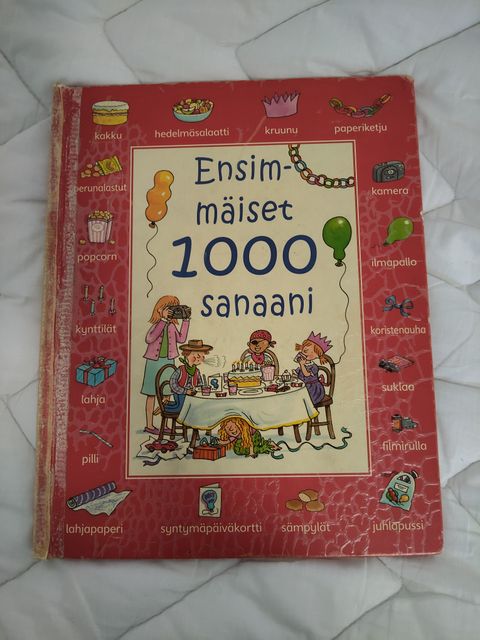 kakku
hedelmäsalaatti
kruunu
paperiketju
perunalastut
kamera
popcorn
ilmapallo
kynttilät
koristenauha
lahja
suklaa
pilli
filmirulla
lahjapaperi
syntymäpäiväkortti
sämpylät
juhlapussi
Ensim-
mäiset
1000
sanaani